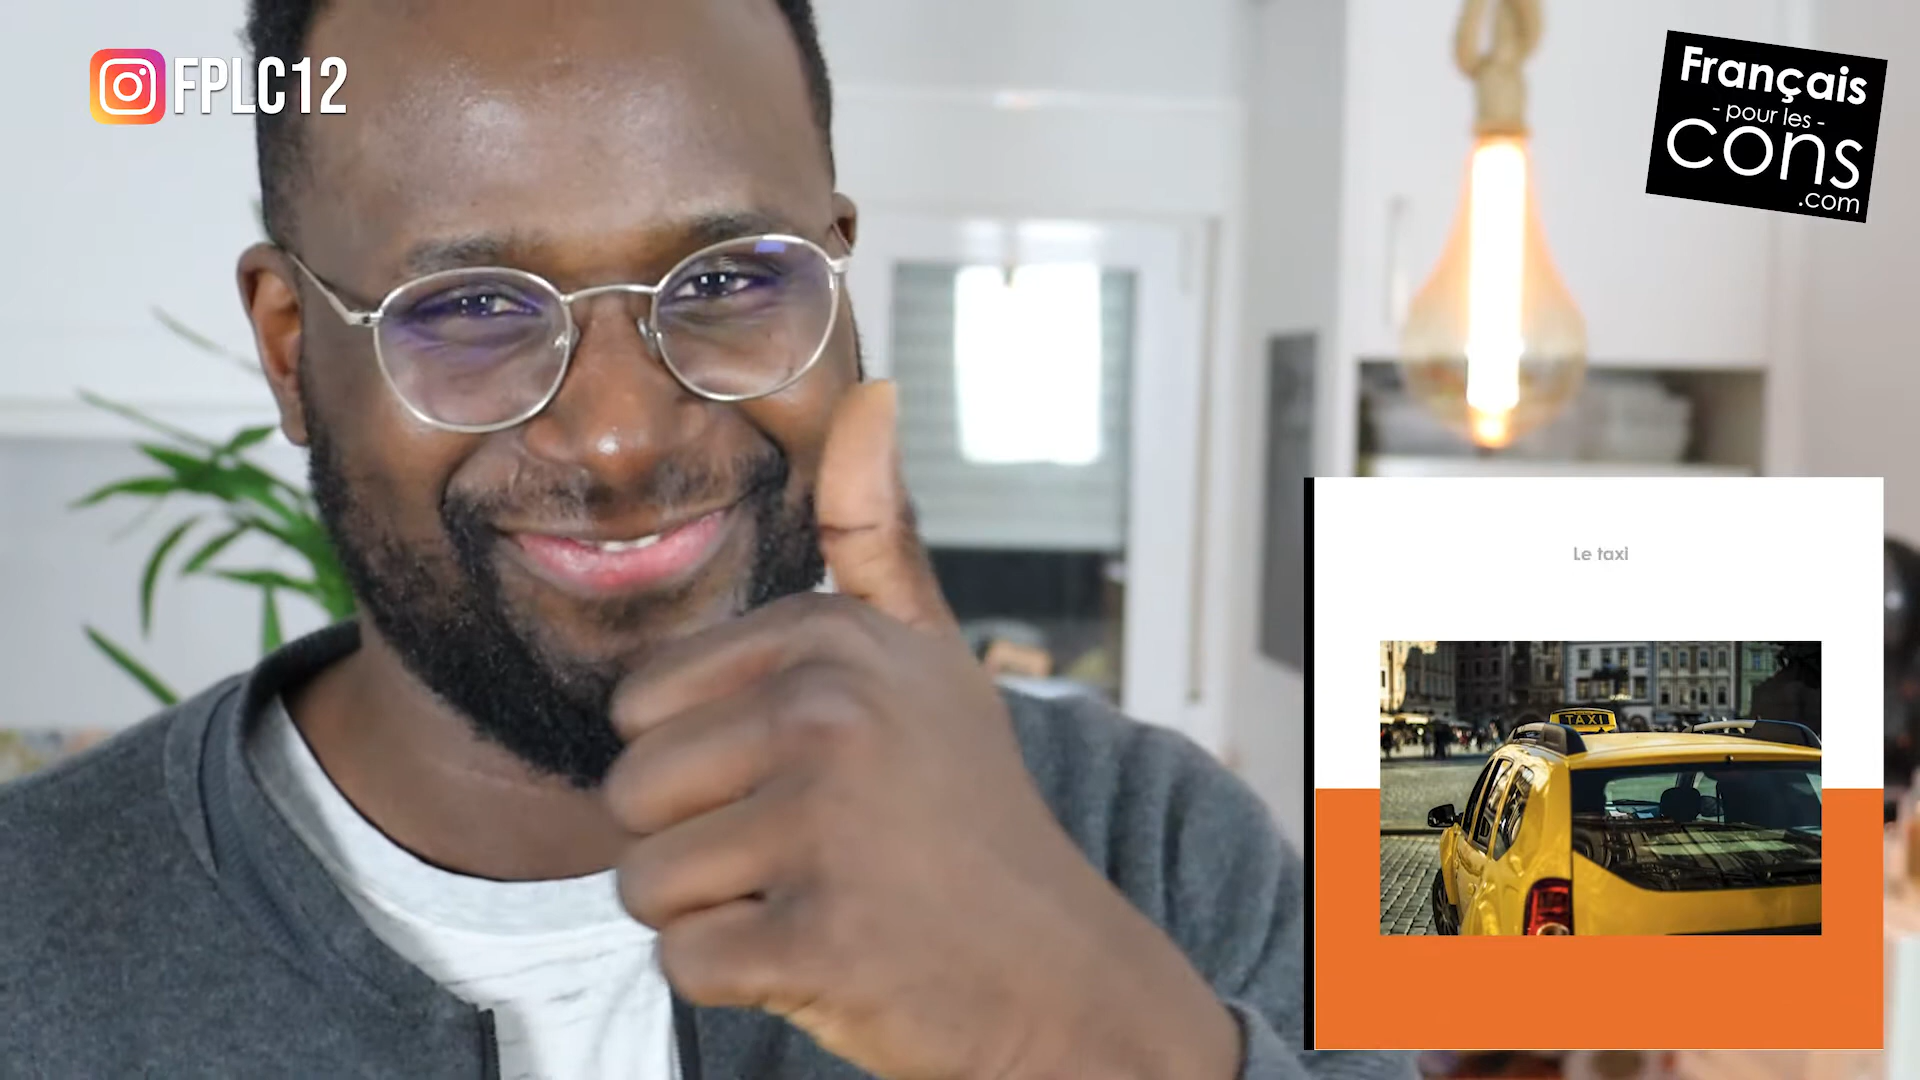 FPLC12
Français
- pour les -
cons
.com
Le taxi
TAXI